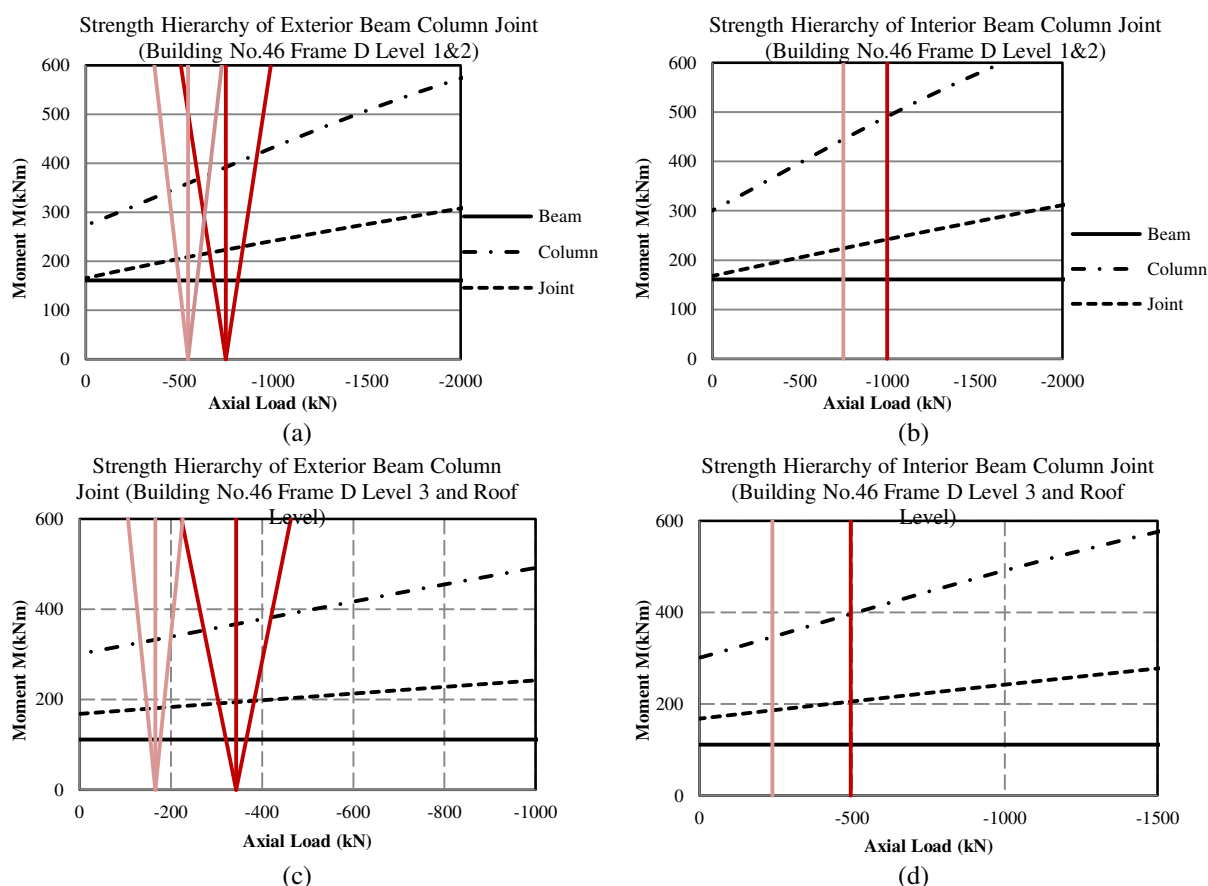 Strength Hierarchy of Exterior Beam Column Joint
(Building No.46 Frame D Level 1&2)
600
500
400
300
200
100
0
0 -500 -1000 -1500 -2000
Moment M(kNm)
Axial Load (kN)
Beam
Column
Joint
(a)
Strength Hierarchy of Interior Beam Column Joint
(Building No.46 Frame D Level 1&2)
600
500
400
300
200
100
0
0 -500 -1000 -1500 -2000
Moment M(kNm)
Axial Load (kN)
Beam
Column
Joint
(b)
Strength Hierarchy of Exterior Beam Column
Joint (Building No.46 Frame D Level 3 and Roof
Level)
600
400
200
0
0 -200 -400 -600 -800 -1000
Moment M(kNm)
Axial Load (kN)
(c)
Strength Hierarchy of Interior Beam Column Joint
(Building No.46 Frame D Level 3 and Roof
Level)
600
400
200
0
0 -500 -1000 -1500
Moment M(kNm)
Axial Load (kN)
(d)